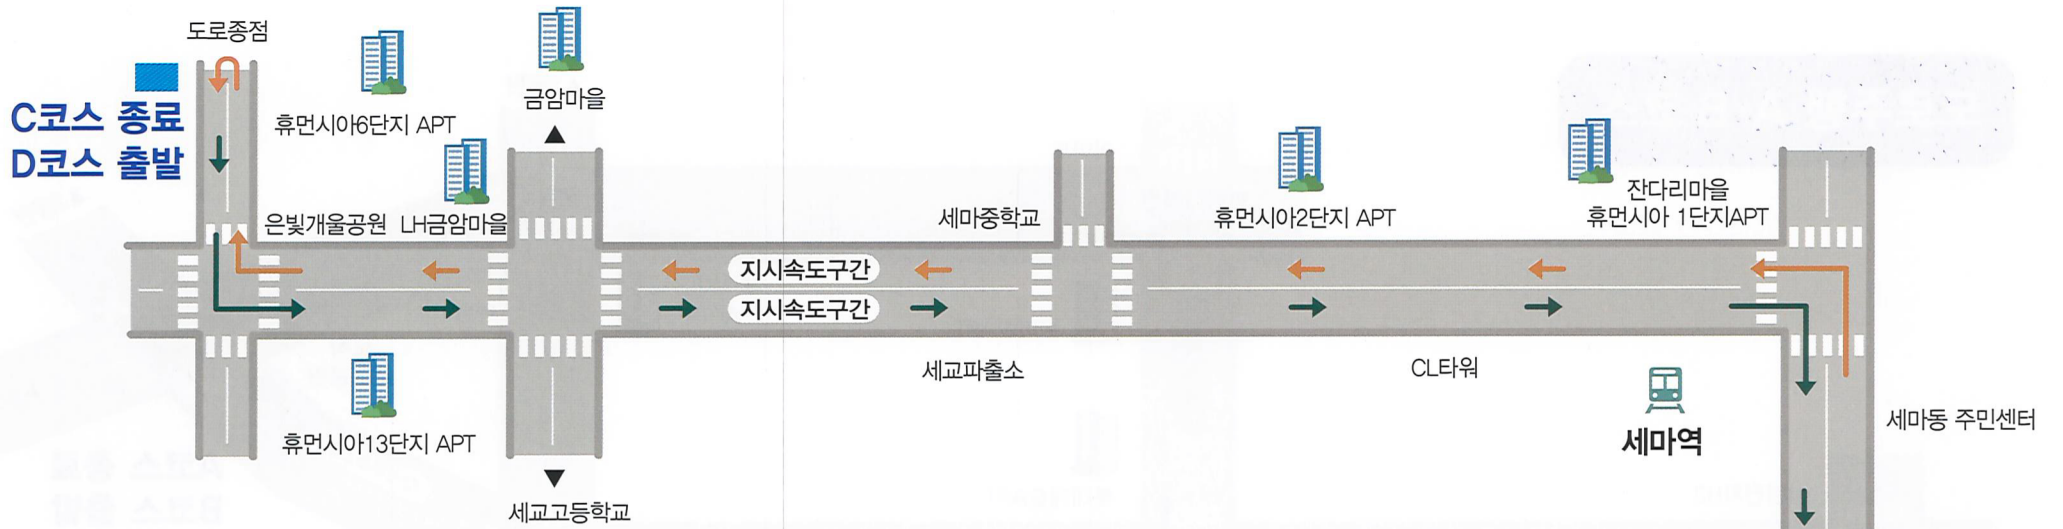 도로종점
C코스 종료
D코스 출발
휴먼시아6단지 APT
금암마을
은빛개울공원
LH금암마을
세마중학교
휴먼시아2단지 APT
잔다리마을
휴먼시아 1단지APT
지시속도구간
지시속도구간
휴먼시아13단지 APT
세교고등학교
세교파출소
CL타워
세마역
세마동 주민센터